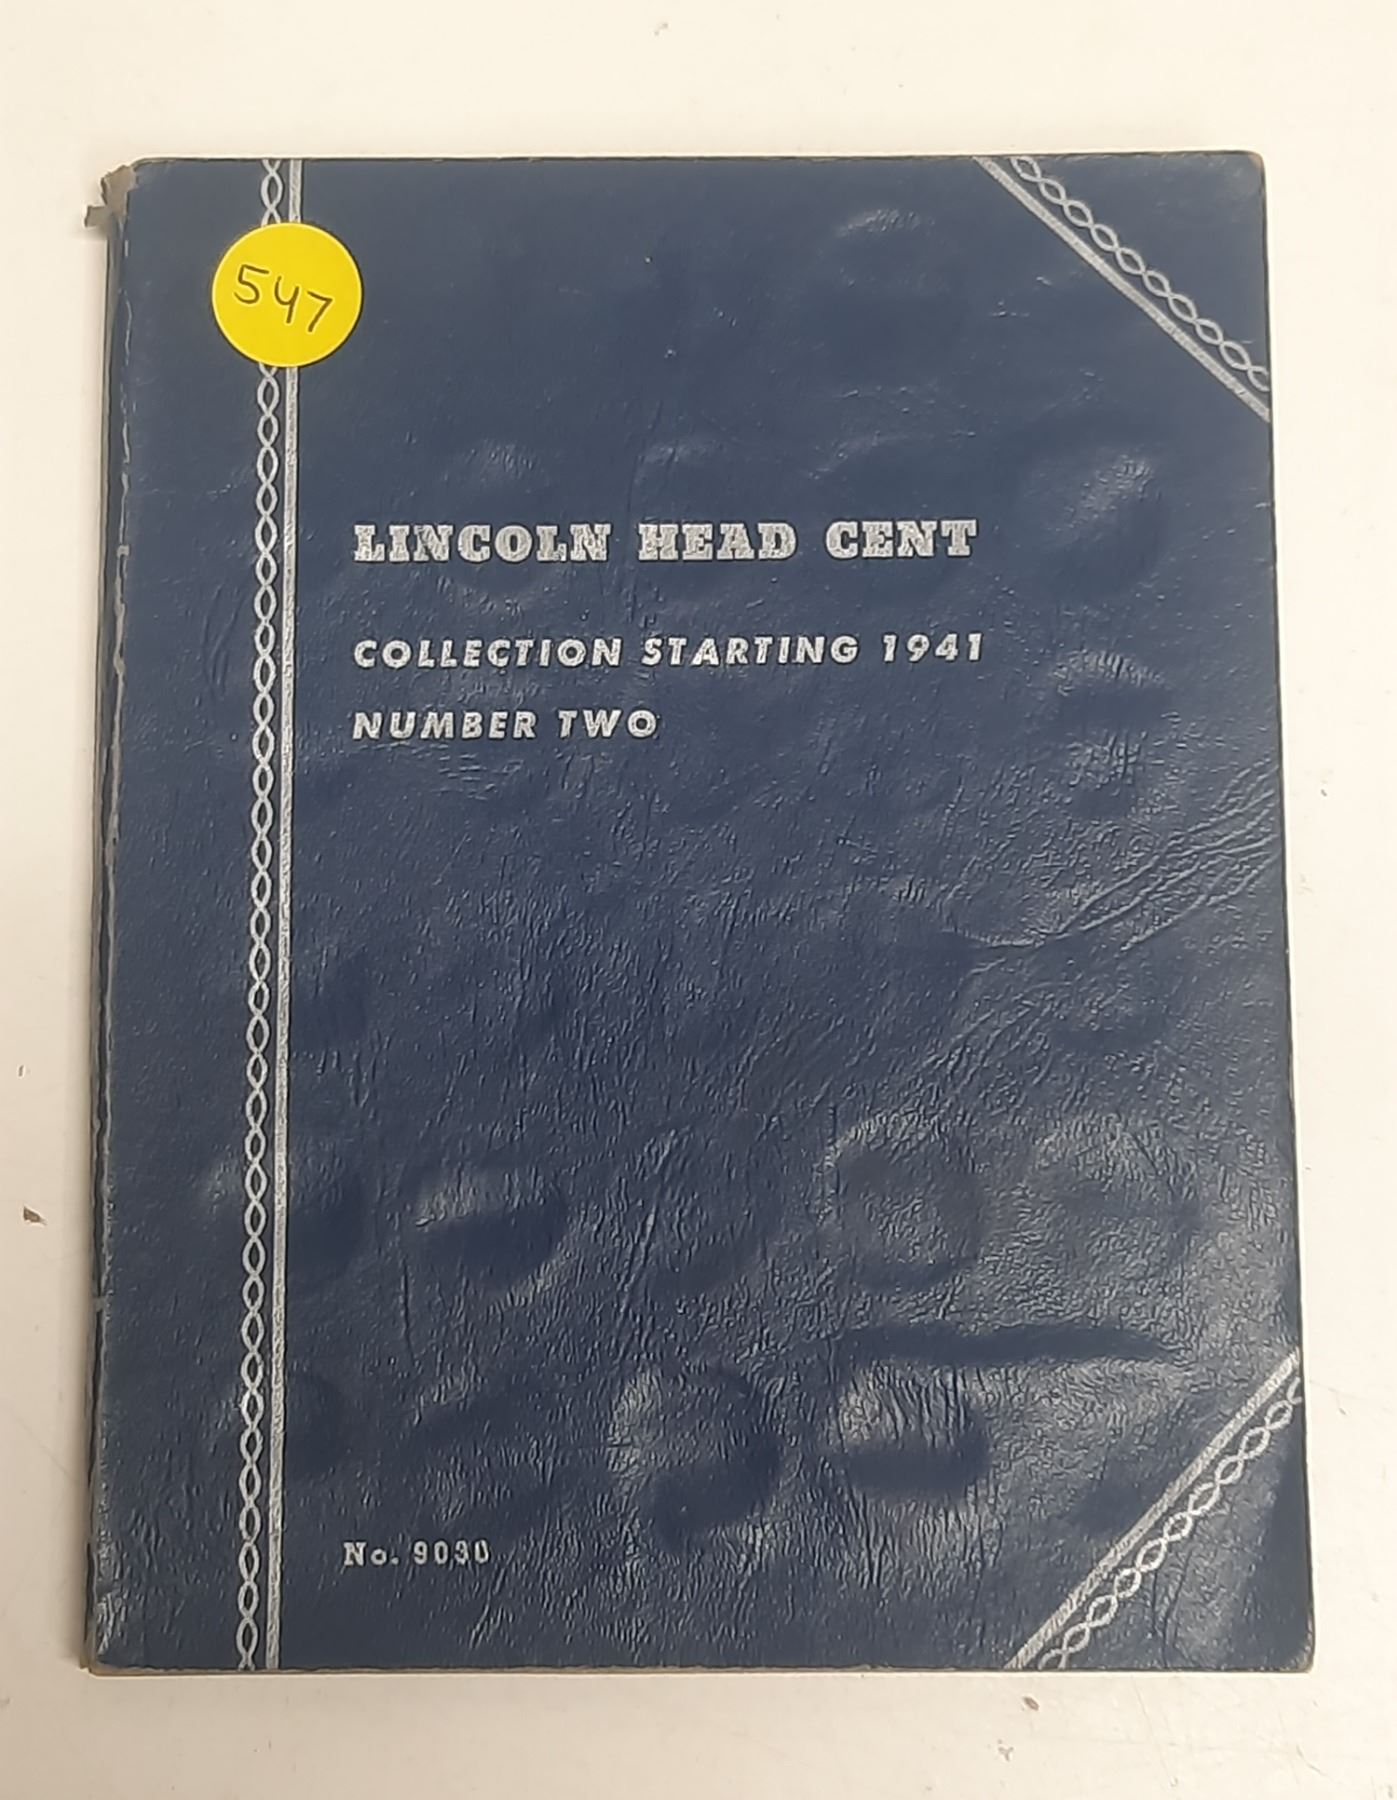 547
LINCOLN HEAD CENT
COLLECTION STARTING 1941
NUMBER TWO
No. 9030